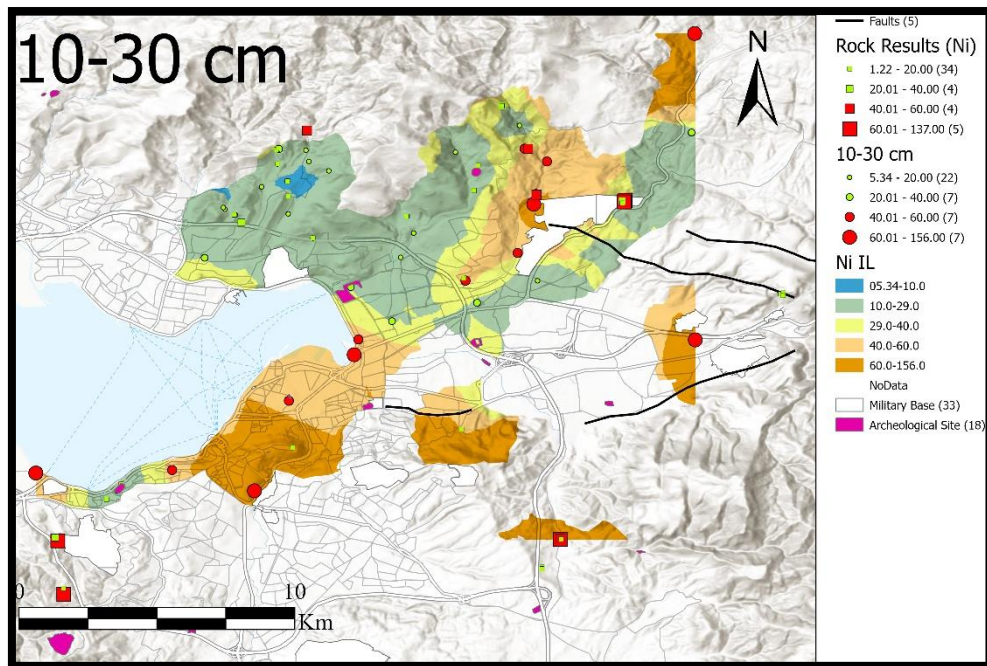 10-30 cm
N
0
10
Km
Faults (5)
Rock Results (Ni)
1.22 - 20.00 (34)
20.01 - 40.00 (4)
40.01 - 60.00 (4)
60.01 - 137.00 (5)
10-30 cm
5.34 - 20.00 (22)
20.01 - 40.00 (7)
40.01 - 60.00 (7)
60.01 - 156.00 (7)
Ni IL
05.34-10.0
10.0-29.0
29.0-40.0
40.0-60.0
60.0-156.0
NoData
Military Base (33)
Archeological Site (18)